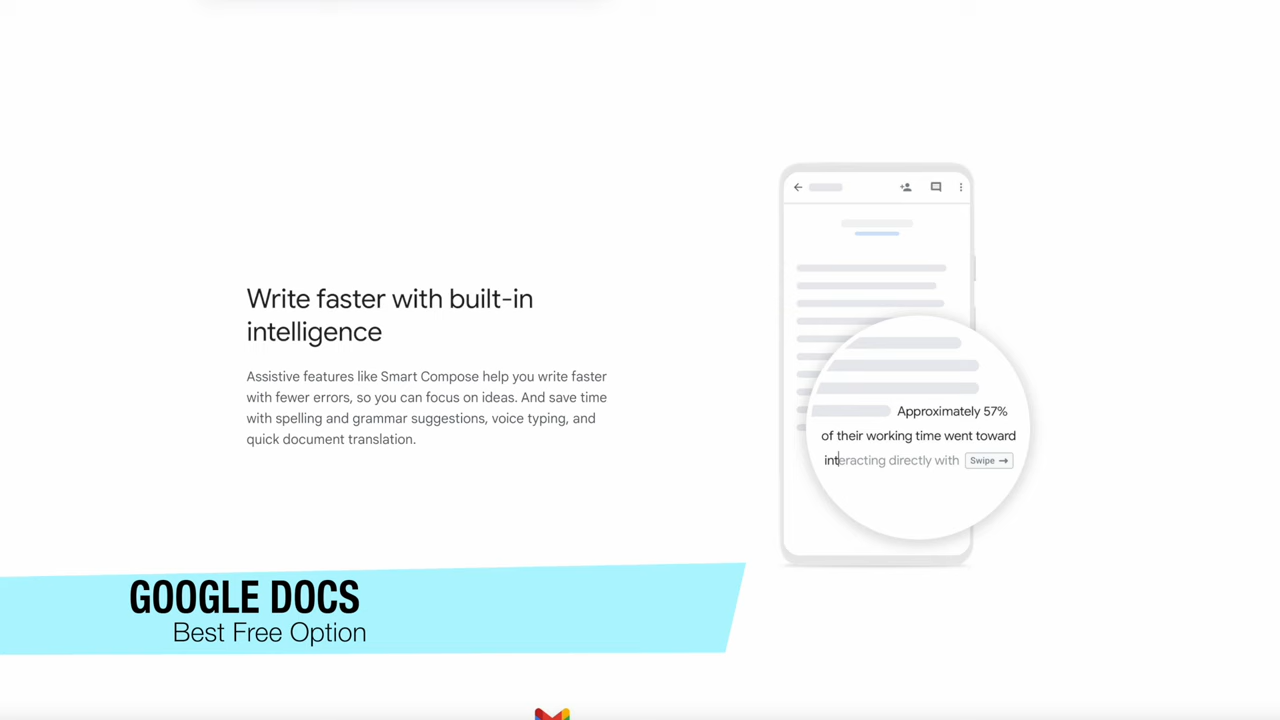 Write faster with built-in
intelligence
Assistive features like Smart Compose help you write faster
with fewer errors, so you can focus on ideas. And save time
with spelling and grammar suggestions, voice typing, and
quick document translation.
Approximately 57%
of their working time went toward
interacting directly with Swipe →
GOOGLE DOCS
Best Free Option